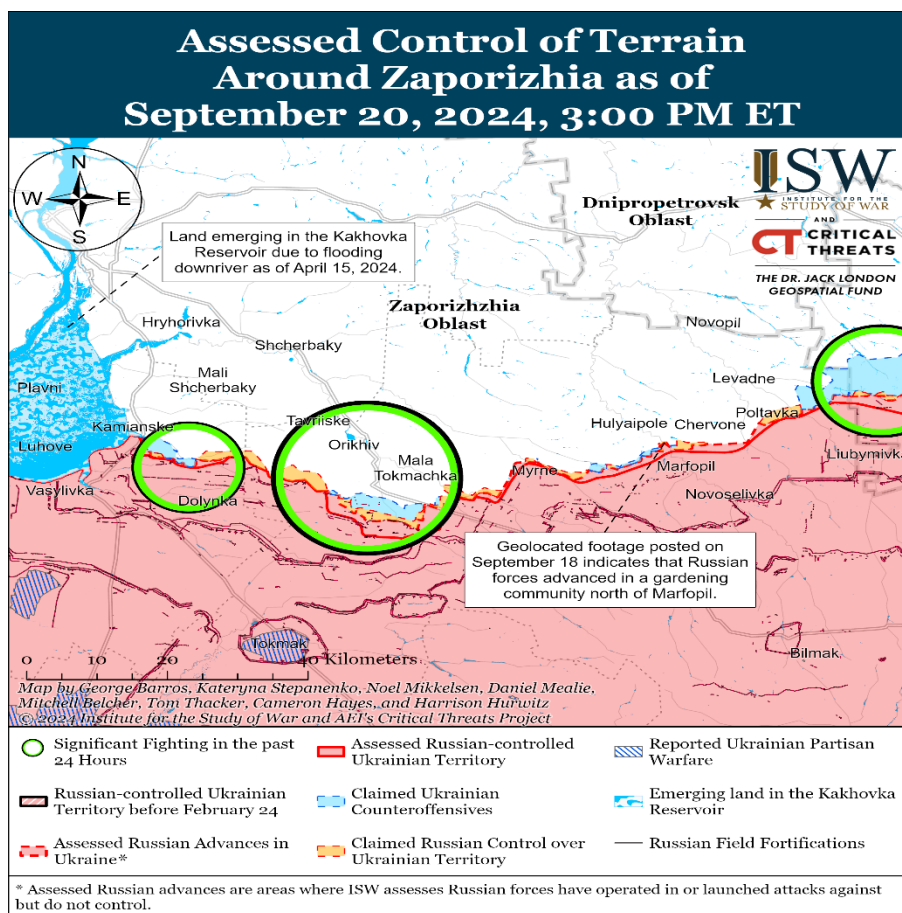 Assessed Control of Terrain
Around Zaporizhia as of
September 20, 2024, 3:00 PM ET
N
W E
S
ISW
INSTITUTE FOR THE
STUDY OF WAR
AND
CT CRITICAL
THREATS
THE DR. JACK LONDON
GEOSPATIAL FUND
Dnipropetrovsk
Oblast
Land emerging in the Kakhovka
Reservoir due to flooding
downriver as of April 15, 2024.
Zaporizhzhia
Oblast
Hryhorivka
Novopil
Shcherbaky
Mali
Shcherbaky
Levadne
Plavni
Tavriiske
Poltavka
Kamianske
Hulyaipole
Chervone
Orikhiv
Luhove
Mala
Tokmachka
Liubymivka
Myrne
Marfopil
Vasylivka
Dolynka
Novoselivka
Geolocated footage posted on
September 18 indicates that Russian
forces advanced in a gardening
community north of Marfopil.
Tokmak
Bilmak
0 20 40 Kilometers
Map by George Barros, Kateryna Stepanenko, Noel Mikkelsen, Daniel Mealie,
Mitchell Belcher, Tom Thacker, Cameron Hayes, and Harrison Hurwitz
© 2024 Institute for the Study of War and AEI's Critical Threats Project
Significant Fighting in the past
24 Hours
Assessed Russian-controlled
Ukrainian Territory
Reported Ukrainian Partisan
Warfare
Russian-controlled Ukrainian
Territory before February 24
Claimed Ukrainian
Counteroffensives
Emerging land in the Kakhovka
Reservoir
Assessed Russian Advances in
Ukraine*
Claimed Russian Control over
Ukrainian Territory
Russian Field Fortifications
* Assessed Russian advances are areas where ISW assesses Russian forces have operated in or launched attacks against
but do not control.